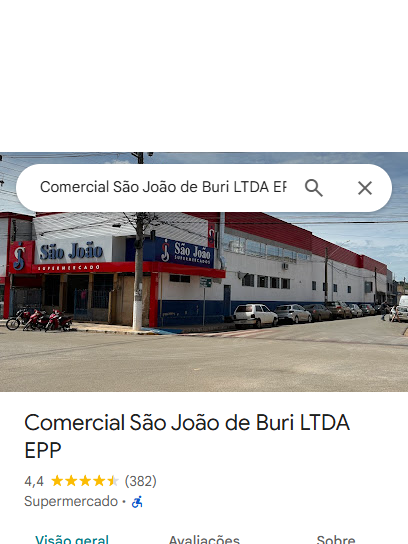 Comercial São João de Buri LTDA EP
São João
SUPERMERCADO
São João
SUPERMERCADO
Comercial São João de Buri LTDA
EPP
4,4 (382)
Supermercado ·
Visão geral
Avaliações
Sobre